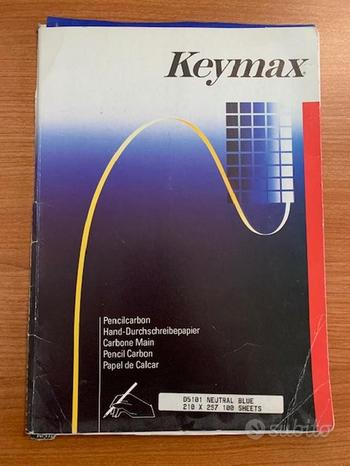 Keymax
Pencilcarbon
Hand-Durchschreibepapier
Carbone Main
Pencil Carbon
Papel de Calcar
D5101 NEUTRAL BLUE
210 X 297 100 SHEETS
subito